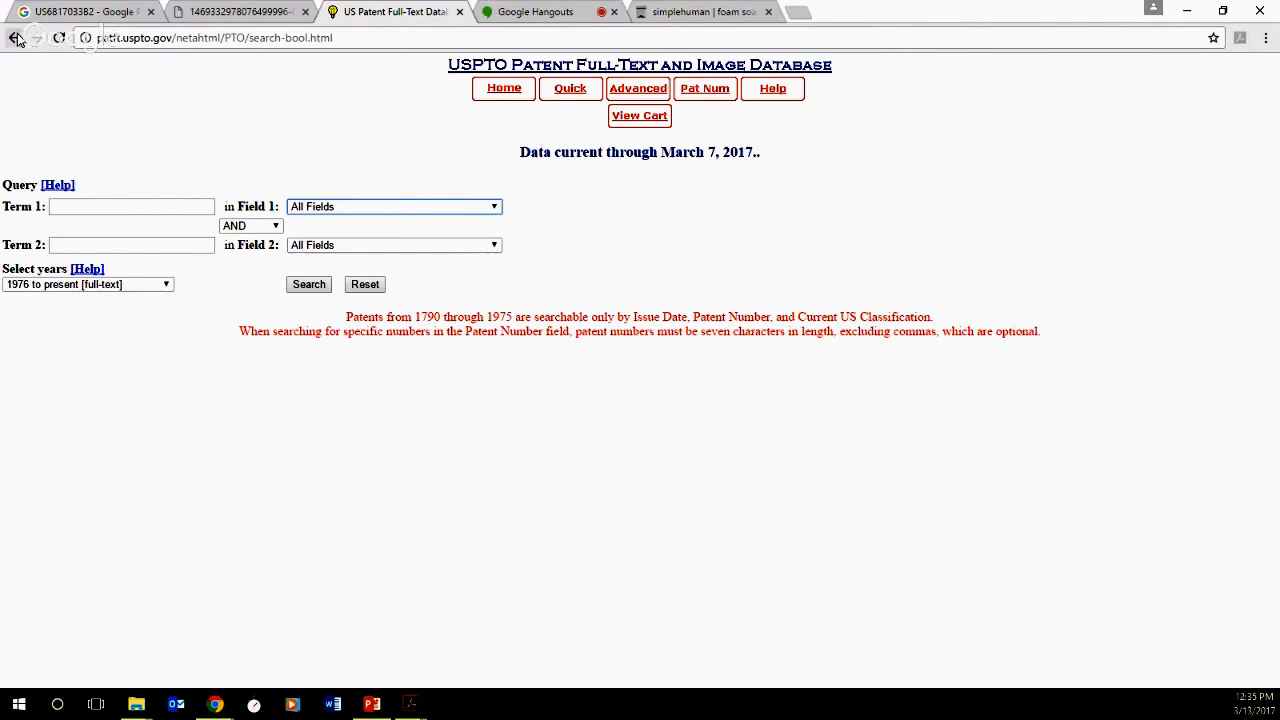 US6817033B2 - Google P
1469332978076499996-0
US Patent Full-Text Datab
Google Hangouts
simplehuman | foam soa
patft.uspto.gov/netahtml/PTO/search-bool.html
USPTO Patent Full-Text and Image Database
Home Quick Advanced Pat Num Help
View Cart
Data current through March 7, 2017..
Query [Help]
Term 1: in Field 1: All Fields
AND
Term 2: in Field 2: All Fields
Select years [Help]
1976 to present [full-text] Search Reset
Patents from 1790 through 1975 are searchable only by Issue Date, Patent Number, and Current US Classification.
When searching for specific numbers in the Patent Number field, patent numbers must be seven characters in length, excluding commas, which are optional.
12:35 PM
3/13/2017